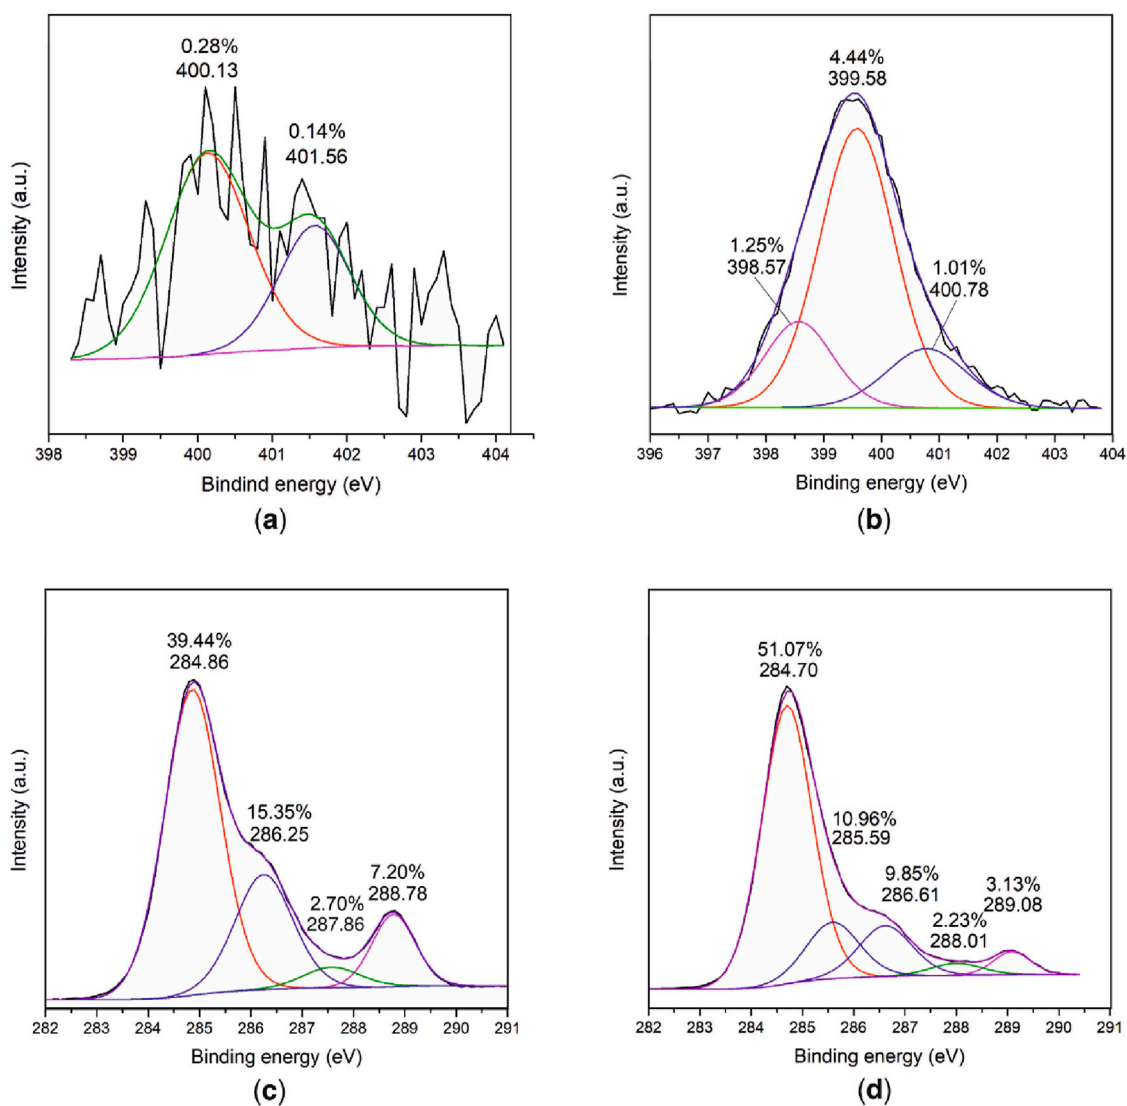 0.28%
400.13
0.14%
401.56
Intensity (a.u.)
398 399 400 401 402 403 404
Bindind energy (eV)
(a)
4.44%
399.58
1.25%
398.57
1.01%
400.78
Intensity (a.u.)
396 397 398 399 400 401 402 403 404
Binding energy (eV)
(b)
39.44%
284.86
15.35%
286.25
2.70%
287.86
7.20%
288.78
Intensity (a.u.)
282 283 284 285 286 287 288 289 290 291
Binding energy (eV)
(c)
51.07%
284.70
10.96%
285.59
9.85%
286.61
2.23%
288.01
3.13%
289.08
Intensity (a.u.)
282 283 284 285 286 287 288 289 290 291
Binding energy (eV)
(d)